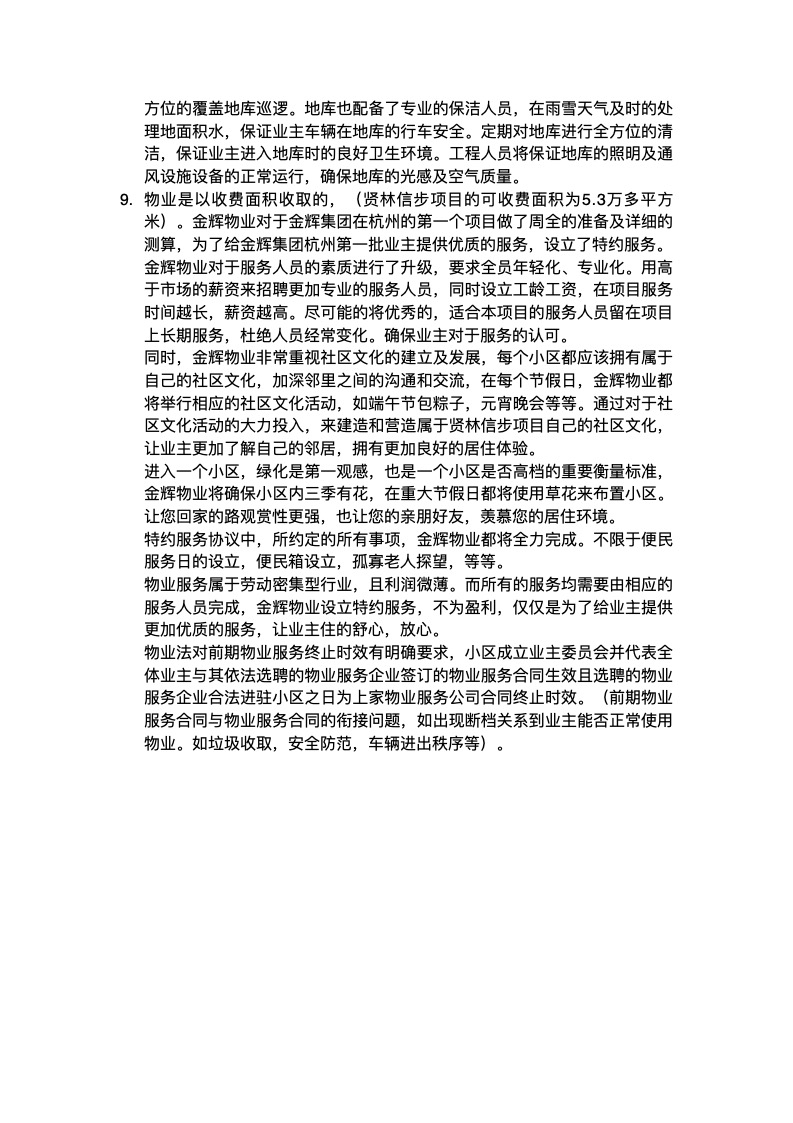 方位的覆盖地库巡逻。地库也配备了专业的保洁人员，在雨雪天气及时的处
理地面积水，保证业主车辆在地库的行车安全。定期对地库进行全方位的清
洁，保证业主进入地库时的良好卫生环境。工程人员将保证地库的照明及通
风设施设备的正常运行，确保地库的光感及空气质量。
9. 物业是以收费面积收取的，（贤林信步项目的可收费面积为5.3万多平方
米）。金辉物业对于金辉集团在杭州的第一个项目做了周全的准备及详细的
测算，为了给金辉集团杭州第一批业主提供优质的服务，设立了特约服务。
金辉物业对于服务人员的素质进行了升级，要求全员年轻化、专业化。用高
于市场的薪资来招聘更加专业的服务人员，同时设立工龄工资，在项目服务
时间越长，薪资越高。尽可能的将优秀的，适合本项目的服务人员留在项目
上长期服务，杜绝人员经常变化。确保业主对于服务的认可。
同时，金辉物业非常重视社区文化的建立及发展，每个小区都应该拥有属于
自己的社区文化，加深邻里之间的沟通和交流，在每个节假日，金辉物业都
将举行相应的社区文化活动，如端午节包粽子，元宵晚会等等。通过对于社
区文化活动的大力投入，来建造和营造属于贤林信步项目自己的社区文化，
让业主更加了解自己的邻居，拥有更加良好的居住体验。
进入一个小区，绿化是第一观感，也是一个小区是否高档的重要衡量标准，
金辉物业将确保小区内三季有花，在重大节假日都将使用草花来布置小区。
让您回家的路观赏性更强，也让您的亲朋好友，羡慕您的居住环境。
特约服务协议中，所约定的所有事项，金辉物业都将全力完成。不限于便民
服务日的设立，便民箱设立，孤寡老人探望，等等。
物业服务属于劳动密集型行业，且利润微薄。而所有的服务均需要由相应的
服务人员完成，金辉物业设立特约服务，不为盈利，仅仅是为了给业主提供
更加优质的服务，让业主住的舒心，放心。
物业法对前期物业服务终止时效有明确要求，小区成立业主委员会并代表全
体业主与其依法选聘的物业服务企业签订的物业服务合同生效且选聘的物业
服务企业合法进驻小区之日为上家物业服务公司合同终止时效。（前期物业
服务合同与物业服务合同的衔接问题，如出现断档关系到业主能否正常使用
物业。如垃圾收取，安全防范，车辆进出秩序等）。